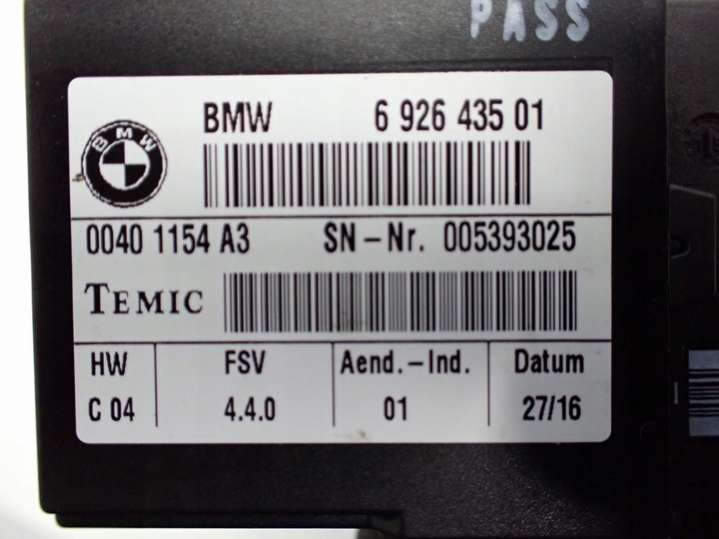 PASS
BMW 6 926 435 01
BMW
0040 1154 A3 SN-Nr. 005393025
TEMIC
HW FSV Aend.-Ind. Datum
C 04 4.4.0 01 27/16